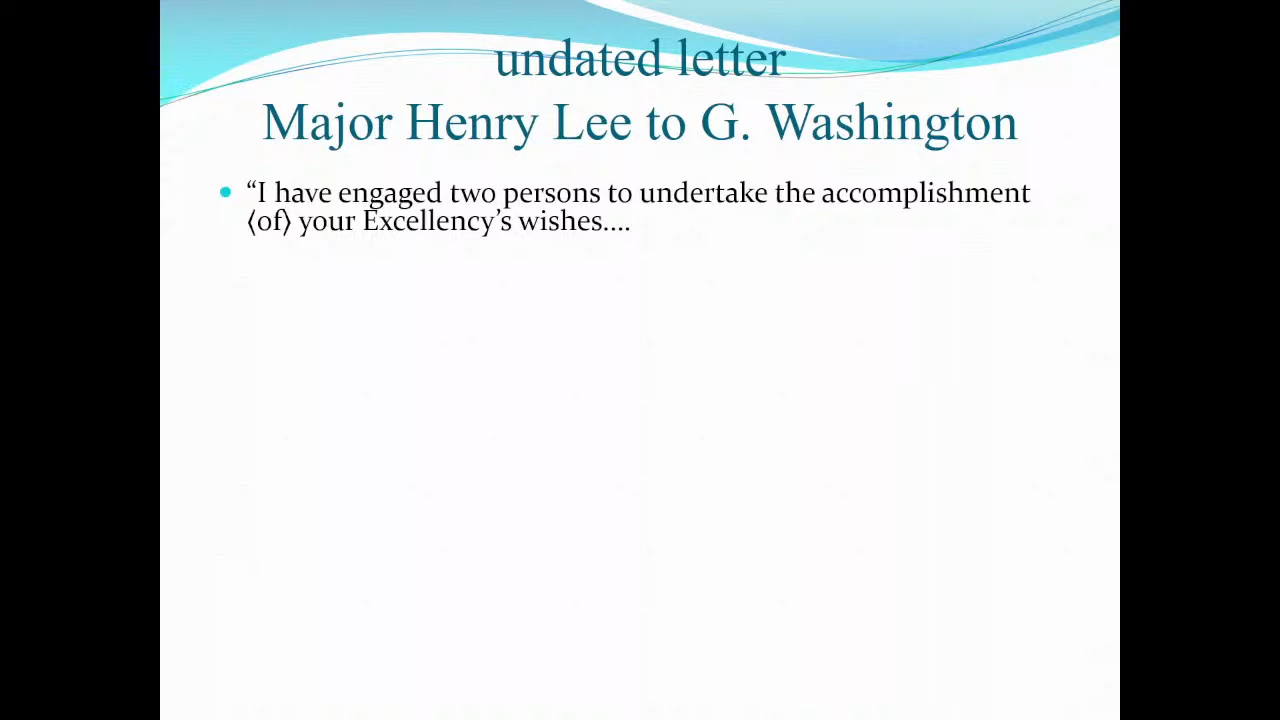 undated letter
Major Henry Lee to G. Washington
“I have engaged two persons to undertake the accomplishment
⟨of⟩ your Excellency’s wishes....